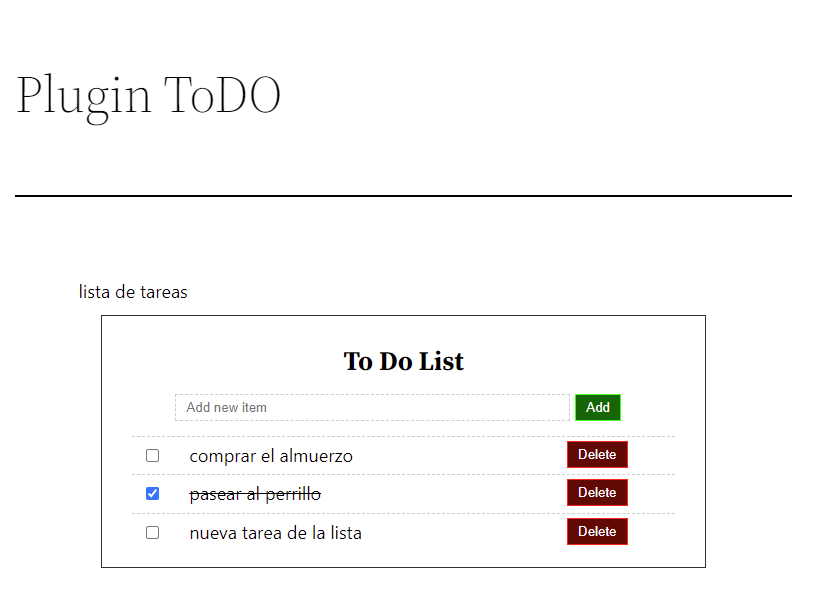 Plugin ToDO
lista de tareas
To Do List
Add new item Add
comprar el almuerzo Delete
pasear al perrillo Delete
nueva tarea de la lista Delete